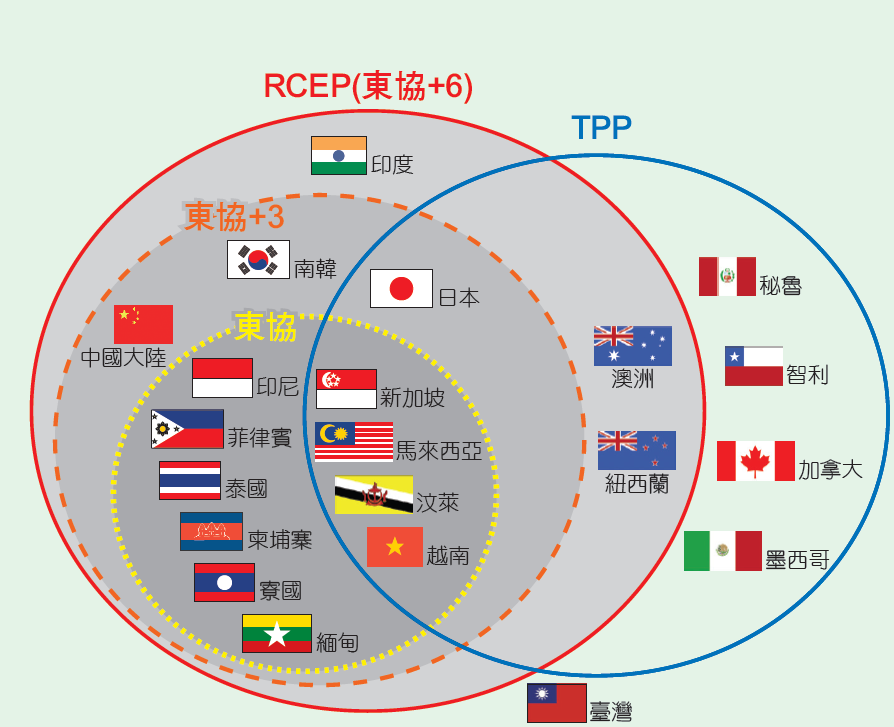 RCEP(東協+6)
TPP
印度
東協+3
南韓
日本
秘魯
中國大陸
東協
澳洲
智利
印尼
新加坡
菲律賓
馬來西亞
紐西蘭
加拿大
泰國
汶萊
柬埔寨
越南
墨西哥
寮國
緬甸
臺灣